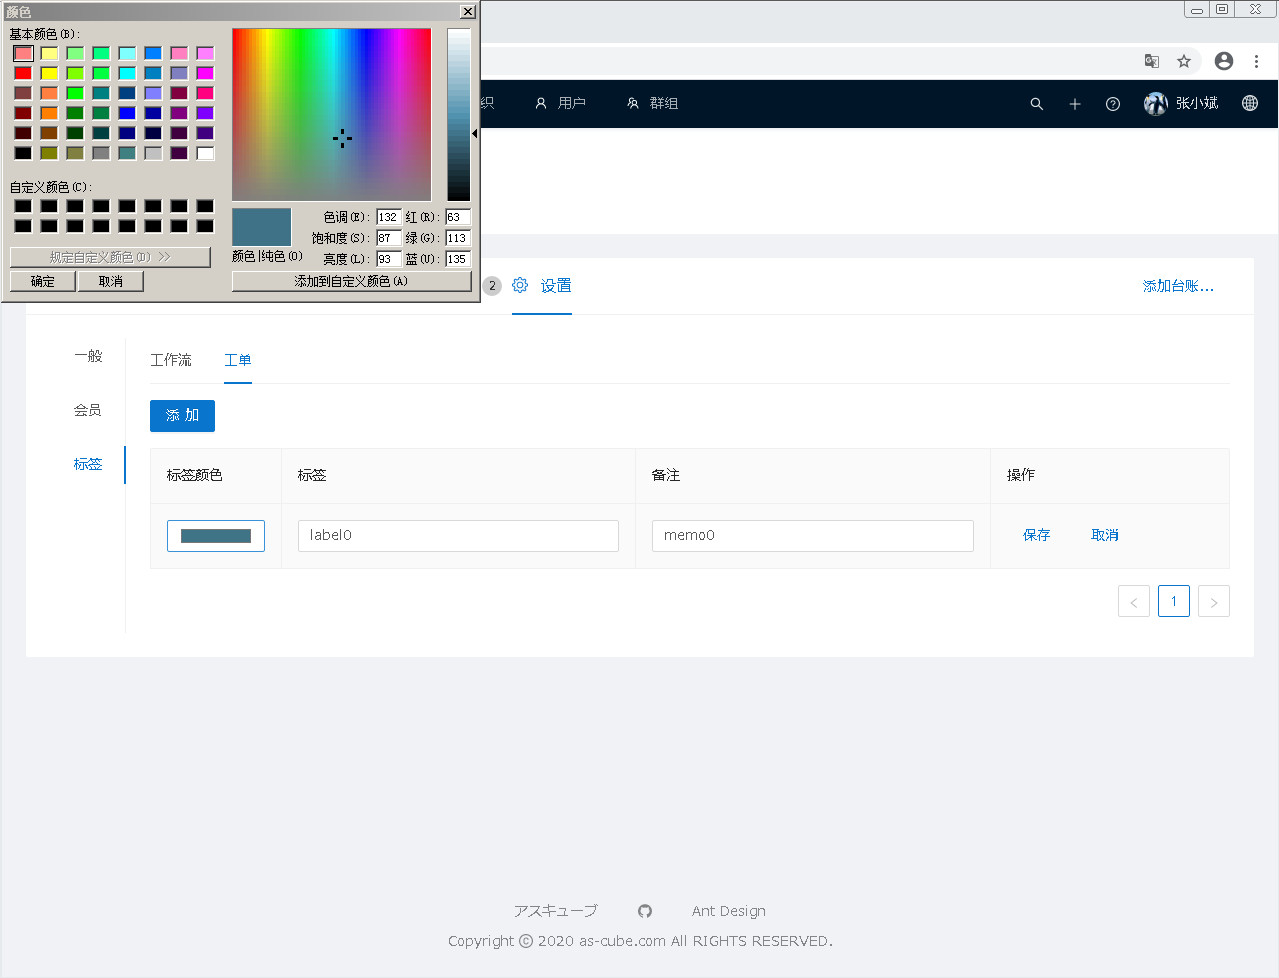 颜色
基本颜色(B):
自定义颜色(C):
规定自定义颜色(D) >>
确定
取消
颜色|纯色(O)
色调(E): 132 红(R): 63
饱和度(S): 87 绿(G): 113
亮度(L): 93 蓝(U): 135
添加到自定义颜色(A)
织
用户
群组
张小斌
2
设置
添加台账...
一般
会员
标签
工作流
工单
添 加
标签颜色 标签 备注 操作
label0 memo0 保存 取消
< 1 >
アスキューブ Ant Design
Copyright © 2020 as-cube.com All RIGHTS RESERVED.